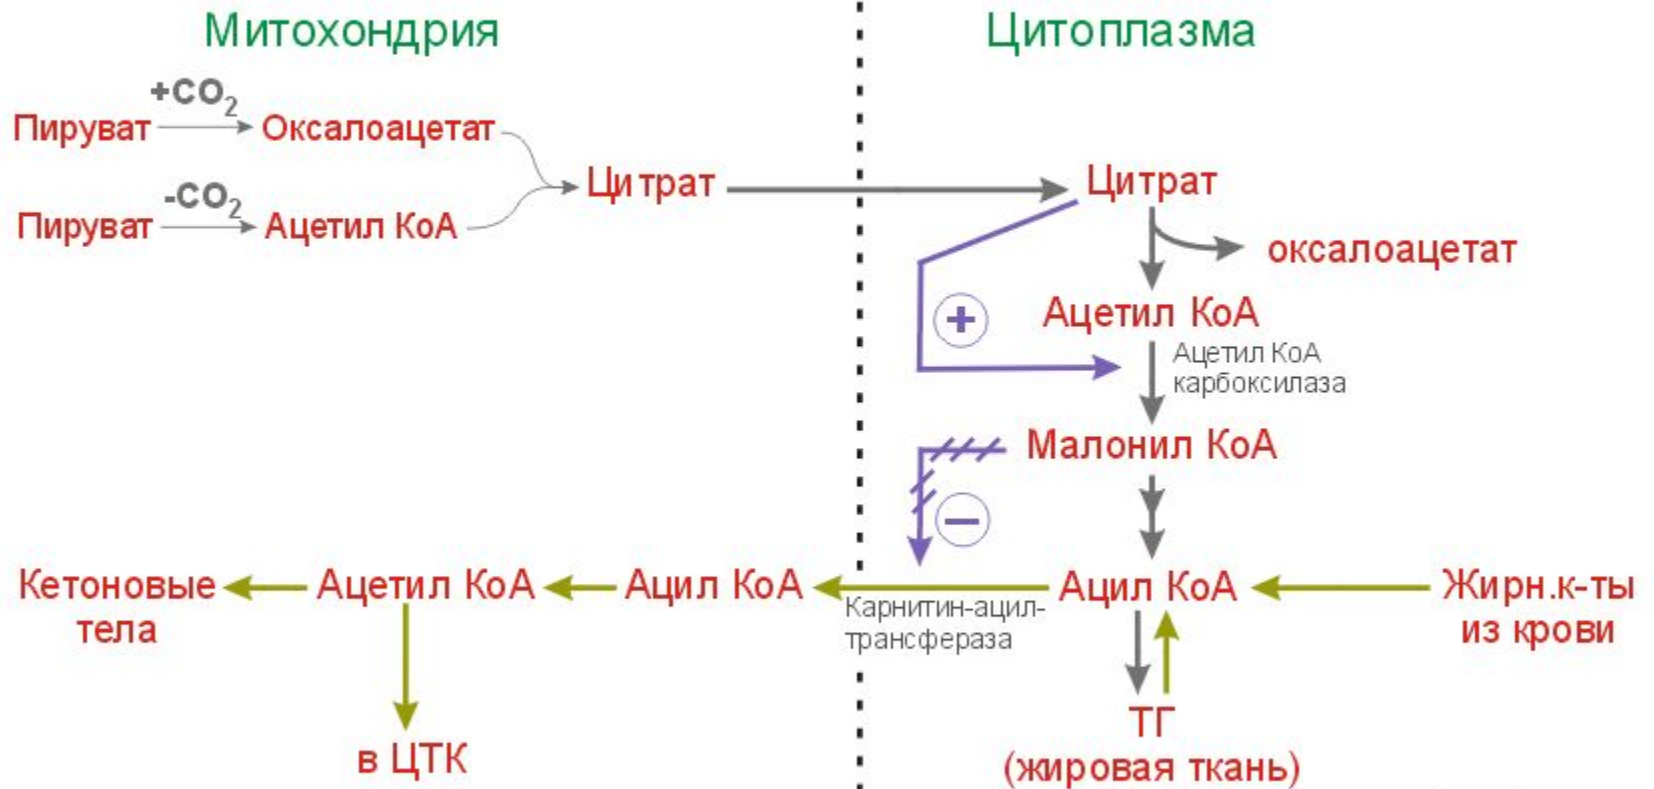 Митохондрия
Цитоплазма
+CO2
Пируват
Оксалоацетат
-CO2
Пируват
Ацетил КоА
Цитрат
Цитрат
оксалоацетат
+
Ацетил КоА
Ацетил КоА
карбоксилаза
Малонил КоА
−
Кетоновые
тела
Ацетил КоА
Ацил КоА
Карнитин-ацил-
трансфераза
Ацил КоА
Жирн.к-ты
из крови
в ЦТК
ТГ
(жировая ткань)